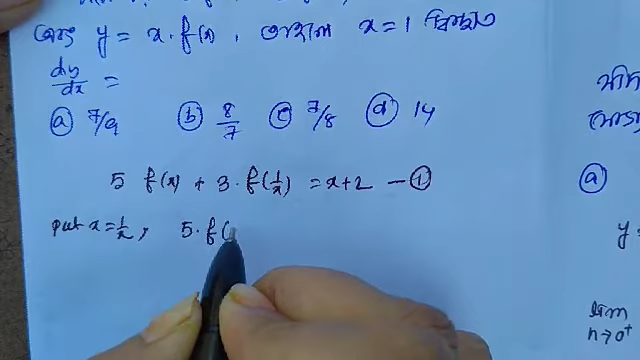 এবং y = x·f(x), তাহলে x = 1 বিন্দুতে
dy/dx =
ⓐ 7/9 ⓑ 8/7 ⓒ 7/8 ⓓ 14
5 f(x) + 3·f(1/x) = x+2 — ①
put x = 1/x, 5·f(
ⓐ
y =
lim n→0⁺